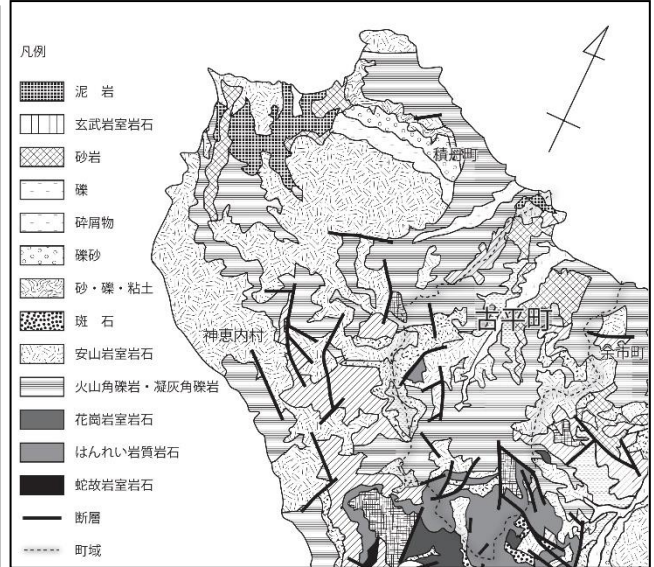 凡例
泥　岩
玄武岩室岩石
砂岩
礫
砕屑物
礫砂
砂・礫・粘土
斑　石
安山岩室岩石
火山角礫岩・凝灰角礫岩
花崗岩室岩石
はんれい岩質岩石
蛇故岩室岩石
断層
町域
積丹町
古平町
余市町
神恵内村